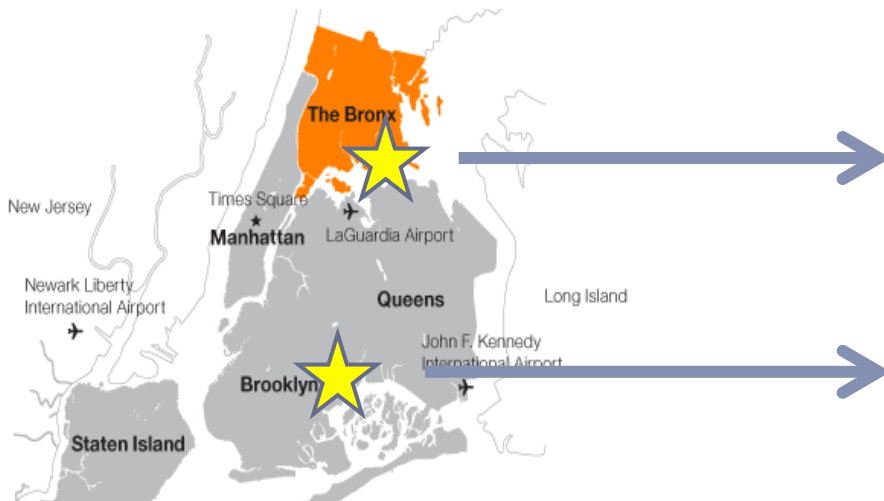 The Bronx
Times Square
New Jersey
Manhattan
LaGuardia Airport
Newark Liberty
International Airport
Queens
Long Island
John F. Kennedy
International Airport
Brooklyn
Staten Island